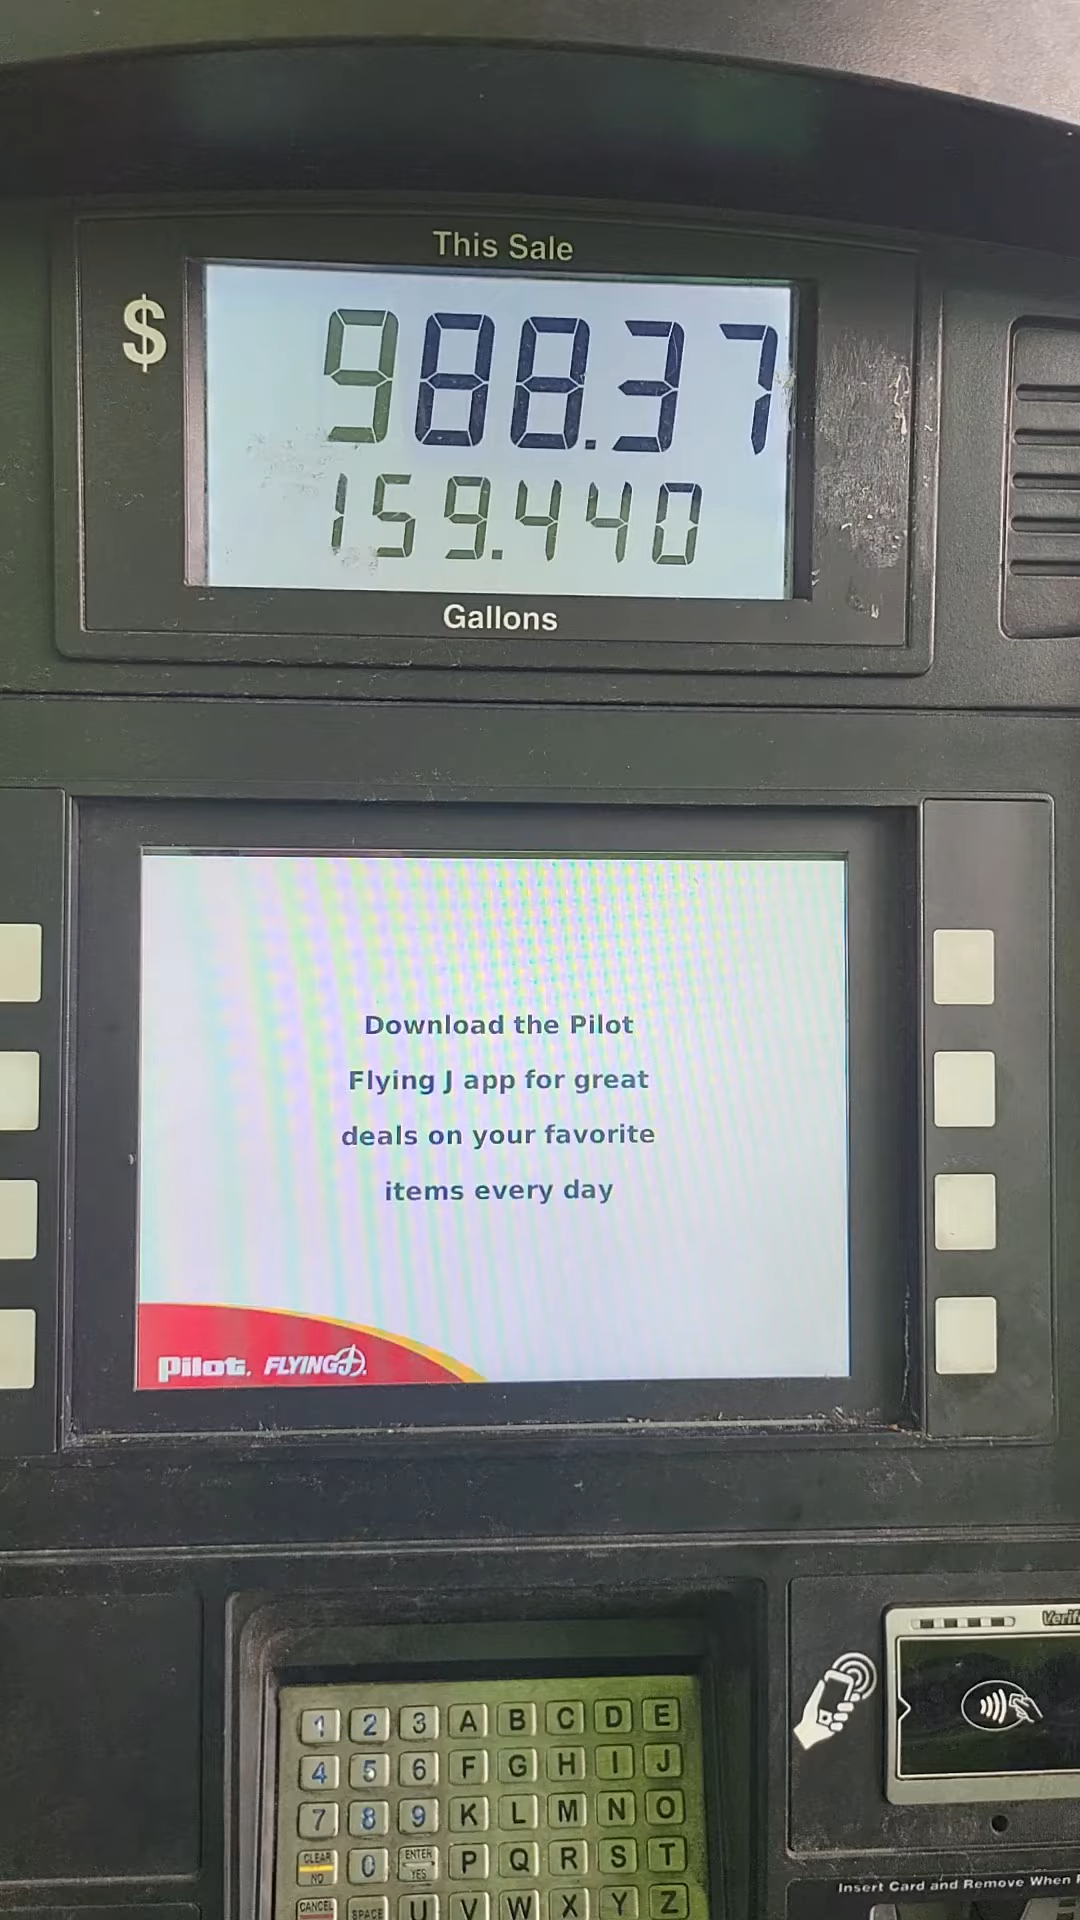 This Sale
$
988.37
159.440
Gallons
Download the Pilot
Flying J app for great
deals on your favorite
items every day
Pilot. FLYING J.
1 2 3 A B C D E
4 5 6 F G H I J
7 8 9 K L M N O
CLEAR NO 0 ENTER YES P Q R S T
CANCEL SPACE U V W X Y Z
Insert Card and Remove When